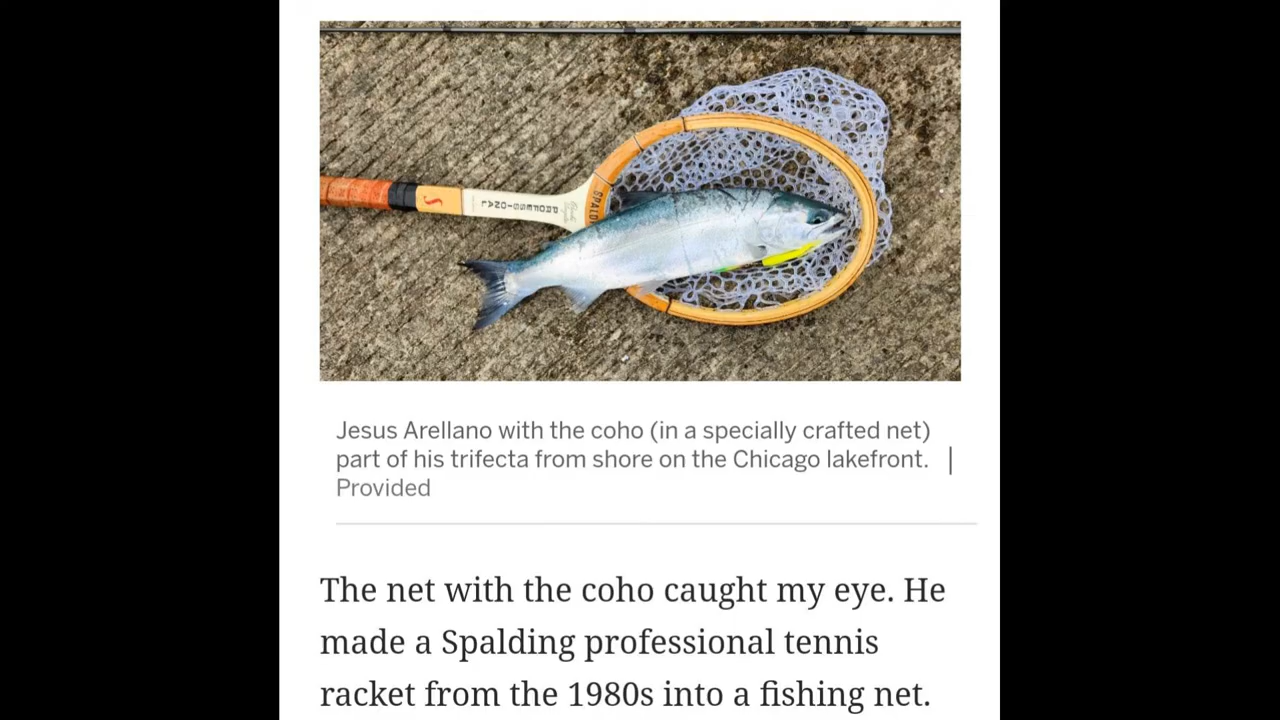 PROFESSIONAL
SPALD
Jesus Arellano with the coho (in a specially crafted net)
part of his trifecta from shore on the Chicago lakefront. |
Provided
The net with the coho caught my eye. He
made a Spalding professional tennis
racket from the 1980s into a fishing net.